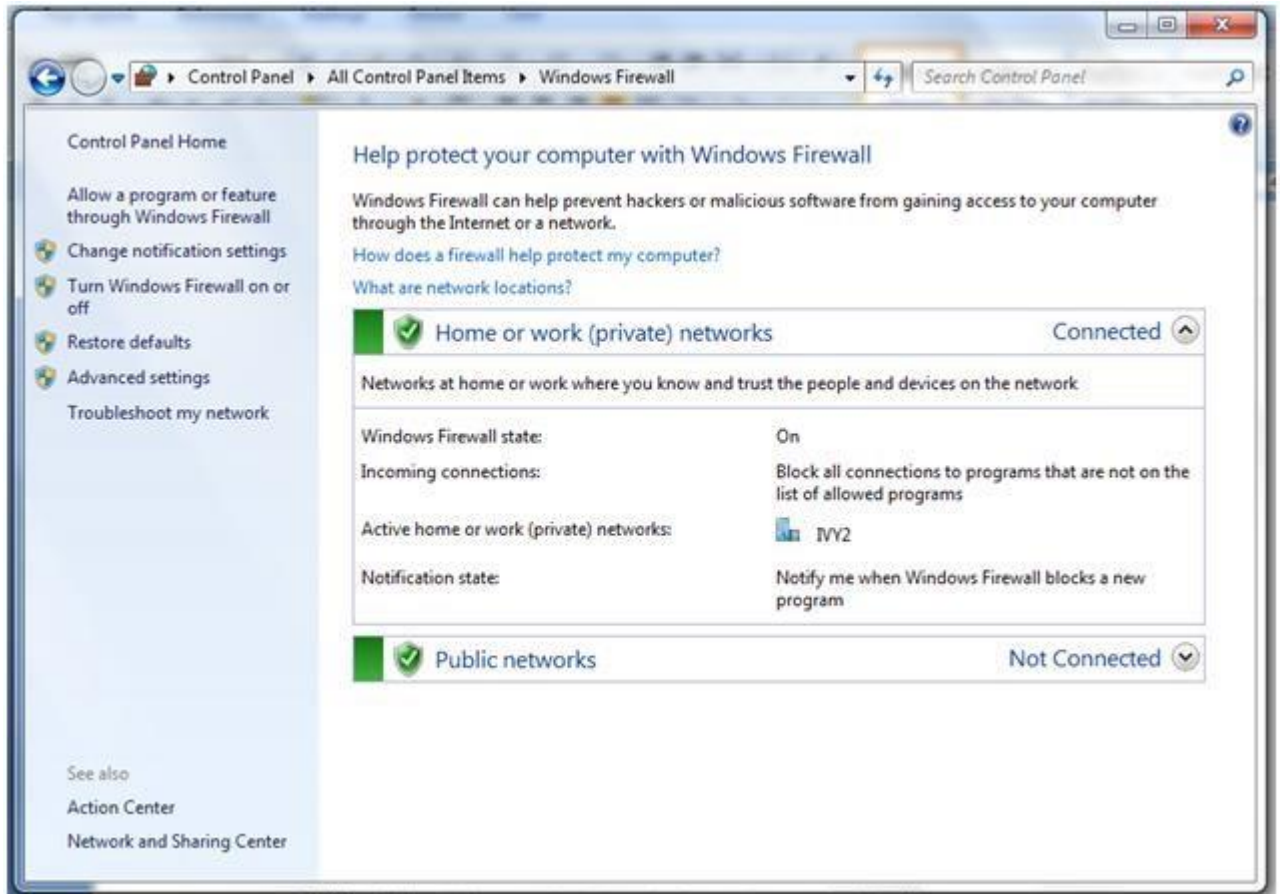 Control Panel ▸ All Control Panel Items ▸ Windows Firewall
Search Control Panel
Control Panel Home
Allow a program or feature
through Windows Firewall
Change notification settings
Turn Windows Firewall on or
off
Restore defaults
Advanced settings
Troubleshoot my network
See also
Action Center
Network and Sharing Center
Help protect your computer with Windows Firewall
Windows Firewall can help prevent hackers or malicious software from gaining access to your computer
through the Internet or a network.
How does a firewall help protect my computer?
What are network locations?
Home or work (private) networks Connected
Networks at home or work where you know and trust the people and devices on the network
Windows Firewall state: On
Incoming connections: Block all connections to programs that are not on the
list of allowed programs
Active home or work (private) networks: IVY2
Notification state: Notify me when Windows Firewall blocks a new
program
Public networks Not Connected